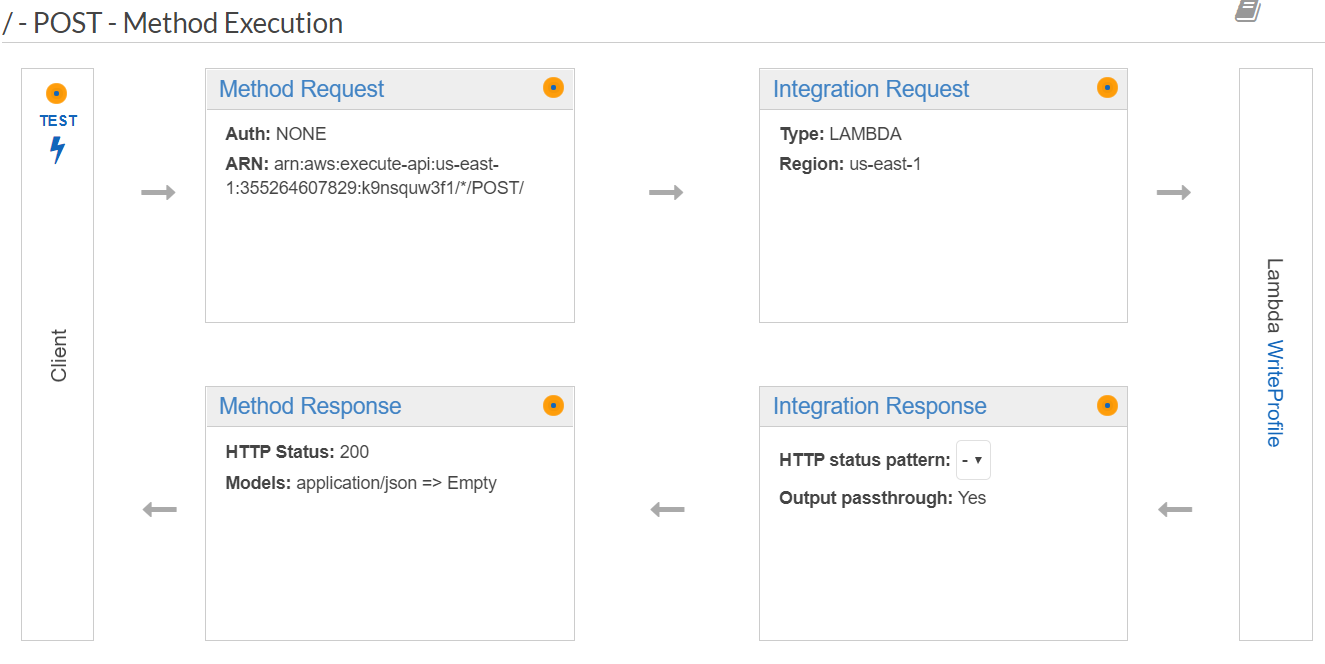 / - POST - Method Execution
TEST
Client
Method Request
Auth: NONE
ARN: arn:aws:execute-api:us-east-
1:355264607829:k9nsquw3f1/*/POST/
Integration Request
Type: LAMBDA
Region: us-east-1
Lambda WriteProfile
Method Response
HTTP Status: 200
Models: application/json => Empty
Integration Response
HTTP status pattern: - ▾
Output passthrough: Yes